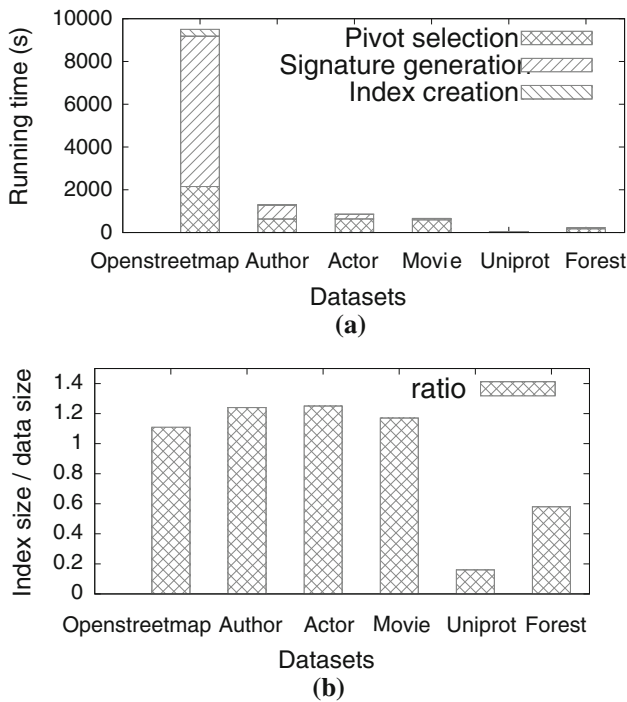 10000
8000
6000
4000
2000
0
Running time (s)
Pivot selection
Signature generation
Index creation
Openstreetmap Author Actor Movie Uniprot Forest
Datasets
(a)
1.4
1.2
1
0.8
0.6
0.4
0.2
0
Index size / data size
ratio
Openstreetmap Author Actor Movie Uniprot Forest
Datasets
(b)